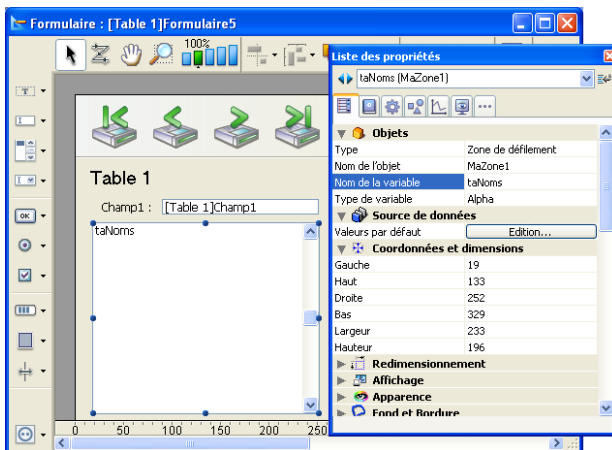 Formulaire : [Table 1]Formulaire5
100%
Liste des propriétés
taNoms (MaZone1)
Objets
Type Zone de défilement
Nom de l'objet MaZone1
Nom de la variable taNoms
Type de variable Alpha
Source de données
Valeurs par défaut Edition...
Coordonnées et dimensions
Gauche 19
Haut 133
Droite 252
Bas 329
Largeur 233
Hauteur 196
Redimensionnement
Affichage
Apparence
Fond et Bordure
Table 1
Champ1 : [Table 1]Champ1
taNoms
OK
0 50 100 150 200 250